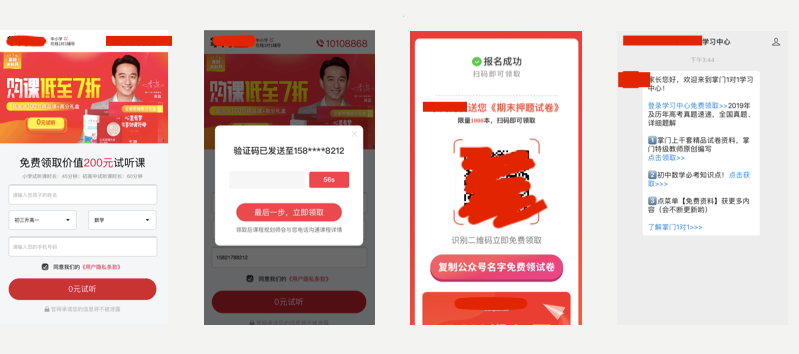 中小学
在线1对1辅导
购课低至7折
0元试听
免费领取价值200元试听课
小学试听时长：45分钟；初高中试听时长：60分钟
请输入您孩子的姓名
初三升高一
数学
请输入您的手机号码
同意我们的《用户隐私条款》
0元试听
10108868
购课低至7折
验证码已发送至158****8212
56s
最后一步，立即领取
领取后课程规划师会与您电话沟通课程详情
同意我们的《用户隐私条款》
0元试听
报名成功
扫码即可领取
送您《期末押题试卷》
限量1000本，扫码即可领取
识别二维码立即免费领取
复制公众号名字免费领试卷
学习中心
下午3:44
家长您好，欢迎来到掌门1对1学习
中心！
登录学习中心免费领取>>2019年
及历年高考真题速递，全国真题、
详细题解
1掌门上千套精品试卷资料，掌
门特级教师原创编写
点击领取>>
2初中数学必考知识点！点击获
取>>>
3点菜单【免费资料】获更多内
容（会不断更新哟）
了解掌门1对1>>>